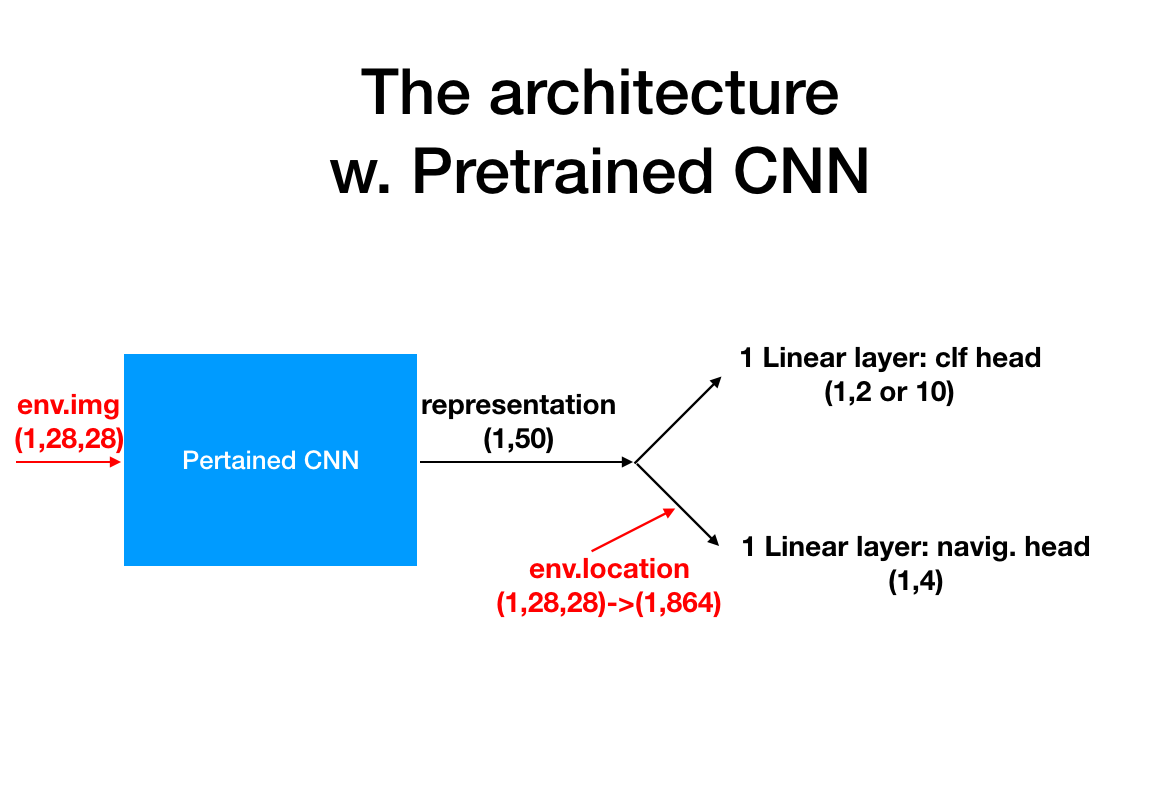 The architecture
w. Pretrained CNN
env.img
(1,28,28)
Pertained CNN
representation
(1,50)
1 Linear layer: clf head
(1,2 or 10)
env.location
(1,28,28)->(1,864)
1 Linear layer: navig. head
(1,4)